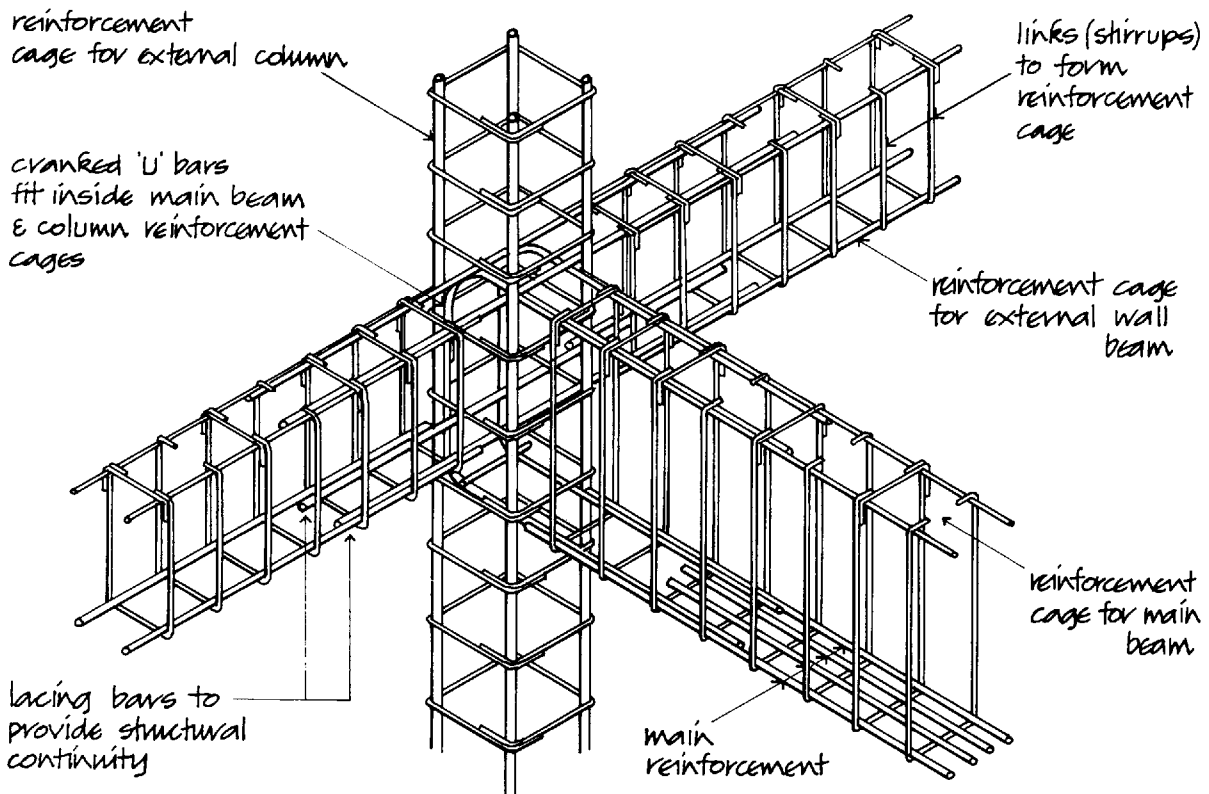 reinforcement
cage for external column
cranked 'U' bars
fit inside main beam
& column reinforcement
cages
links (stirrups)
to form
reinforcement
cage
reinforcement cage
for external wall
beam
reinforcement
cage for main
beam
main
reinforcement
lacing bars to
provide structural
continuity